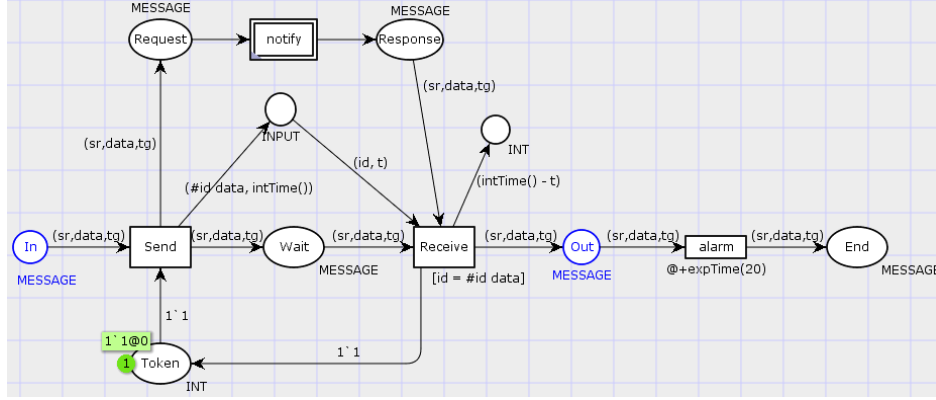 MESSAGE
MESSAGE
Request
notify
Response
(sr,data,tg)
INPUT
INT
(sr,data,tg)
(id, t)
(#id data, intTime())
(intTime() - t)
In
(sr,data,tg)
Send
(sr,data,tg)
Wait
(sr,data,tg)
Receive
(sr,data,tg)
Out
(sr,data,tg)
alarm
(sr,data,tg)
End
MESSAGE
MESSAGE
[id = #id data]
MESSAGE
@+expTime(20)
MESSAGE
1`1
1`1@0
1`1
1
Token
INT